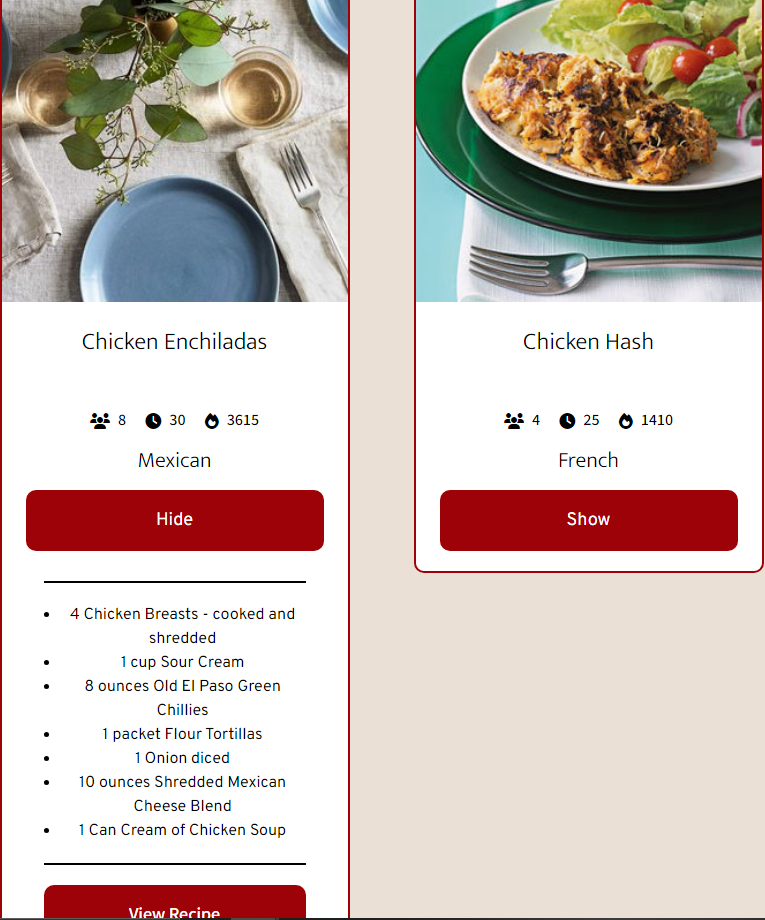 Chicken Enchiladas
8 30 3615
Mexican
Hide
4 Chicken Breasts - cooked and
shredded
1 cup Sour Cream
8 ounces Old El Paso Green
Chillies
1 packet Flour Tortillas
1 Onion diced
10 ounces Shredded Mexican
Cheese Blend
1 Can Cream of Chicken Soup
View Recipe
Chicken Hash
4 25 1410
French
Show